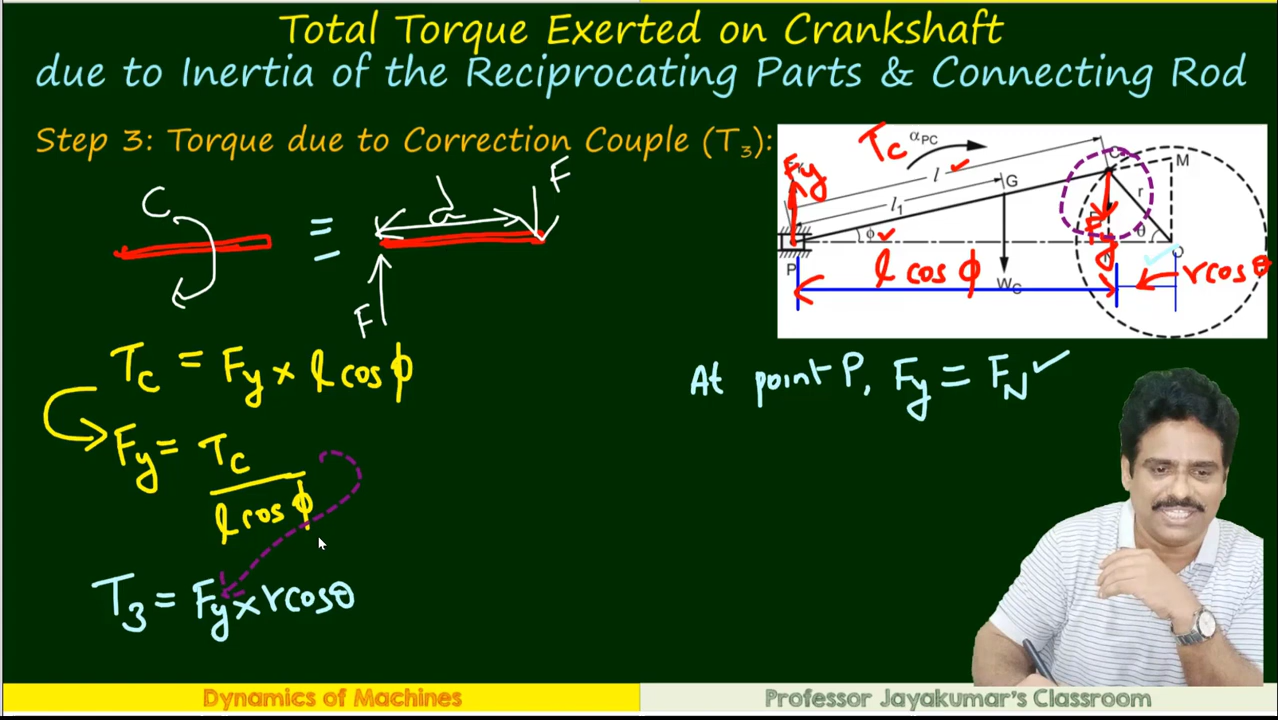 Total Torque Exerted on Crankshaft
due to Inertia of the Reciprocating Parts & Connecting Rod
Step 3: Torque due to Correction Couple (T₃):
C
=
d
F
F
T_C = F_y × l cos ϕ
F_y = T_C / l cos ϕ
T₃ = F_y × r cos θ
T_C
α_PC
F_y
l ✓
G
l₁
C
M
r
ϕ ✓
θ
F_y
P
O
l cos ϕ
W_C
r cos θ
At point P, F_y = F_N ✓
Dynamics of Machines
Professor Jayakumar's Classroom